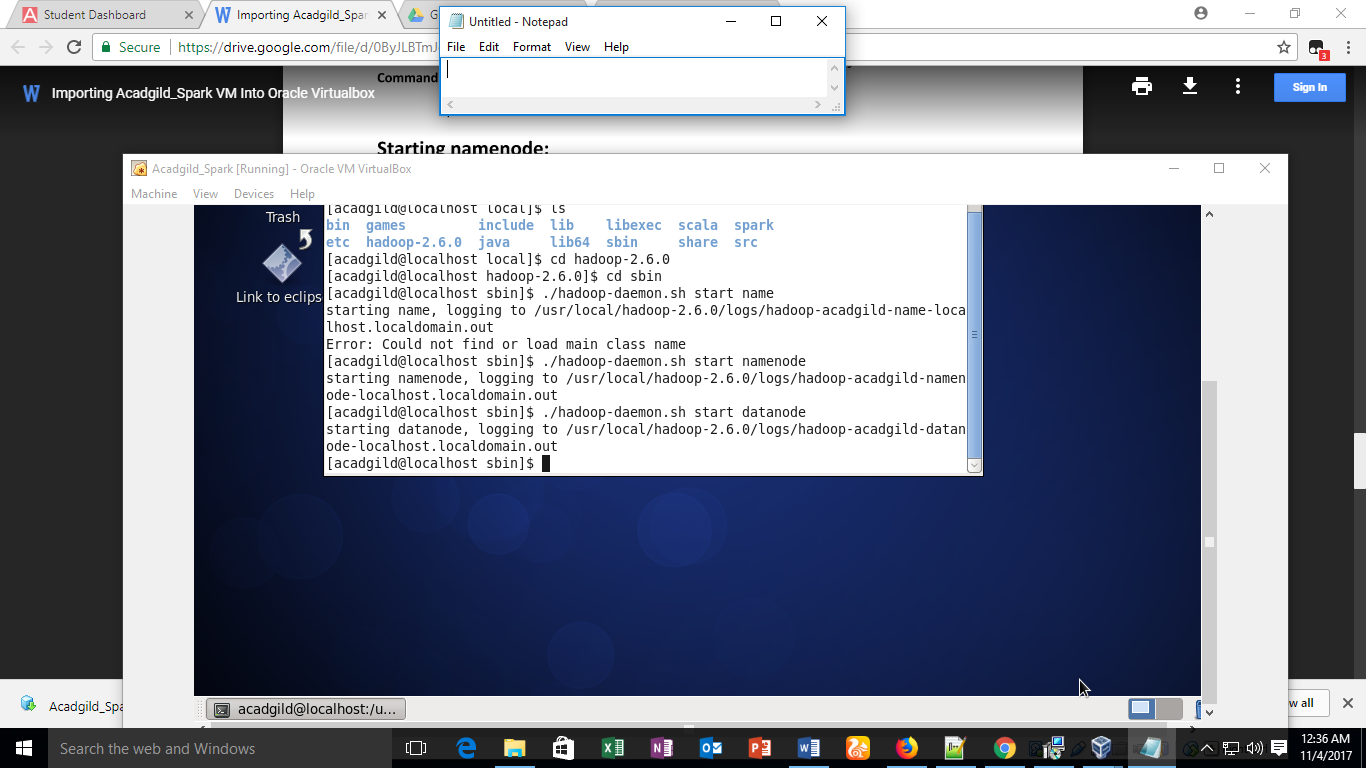 Student Dashboard
Importing Acadgild_Spar
G
Untitled - Notepad
File Edit Format View Help
Secure
https://drive.google.com/file/d/0ByJLBTmJ
3
Importing Acadgild_Spark VM Into Oracle Virtualbox
Command
Sign In
Starting namenode:
Acadgild_Spark [Running] - Oracle VM VirtualBox
Machine View Devices Help
Trash
Link to eclips
[acadgild@localhost local]$ ls
bin games include lib libexec scala spark
etc hadoop-2.6.0 java lib64 sbin share src
[acadgild@localhost local]$ cd hadoop-2.6.0
[acadgild@localhost hadoop-2.6.0]$ cd sbin
[acadgild@localhost sbin]$ ./hadoop-daemon.sh start name
starting name, logging to /usr/local/hadoop-2.6.0/logs/hadoop-acadgild-name-loca
lhost.localdomain.out
Error: Could not find or load main class name
[acadgild@localhost sbin]$ ./hadoop-daemon.sh start namenode
starting namenode, logging to /usr/local/hadoop-2.6.0/logs/hadoop-acadgild-namen
ode-localhost.localdomain.out
[acadgild@localhost sbin]$ ./hadoop-daemon.sh start datanode
starting datanode, logging to /usr/local/hadoop-2.6.0/logs/hadoop-acadgild-datan
ode-localhost.localdomain.out
[acadgild@localhost sbin]$
acadgild@localhost:/u...
Acadgild_Spa
w all
Search the web and Windows
12:36 AM
11/4/2017